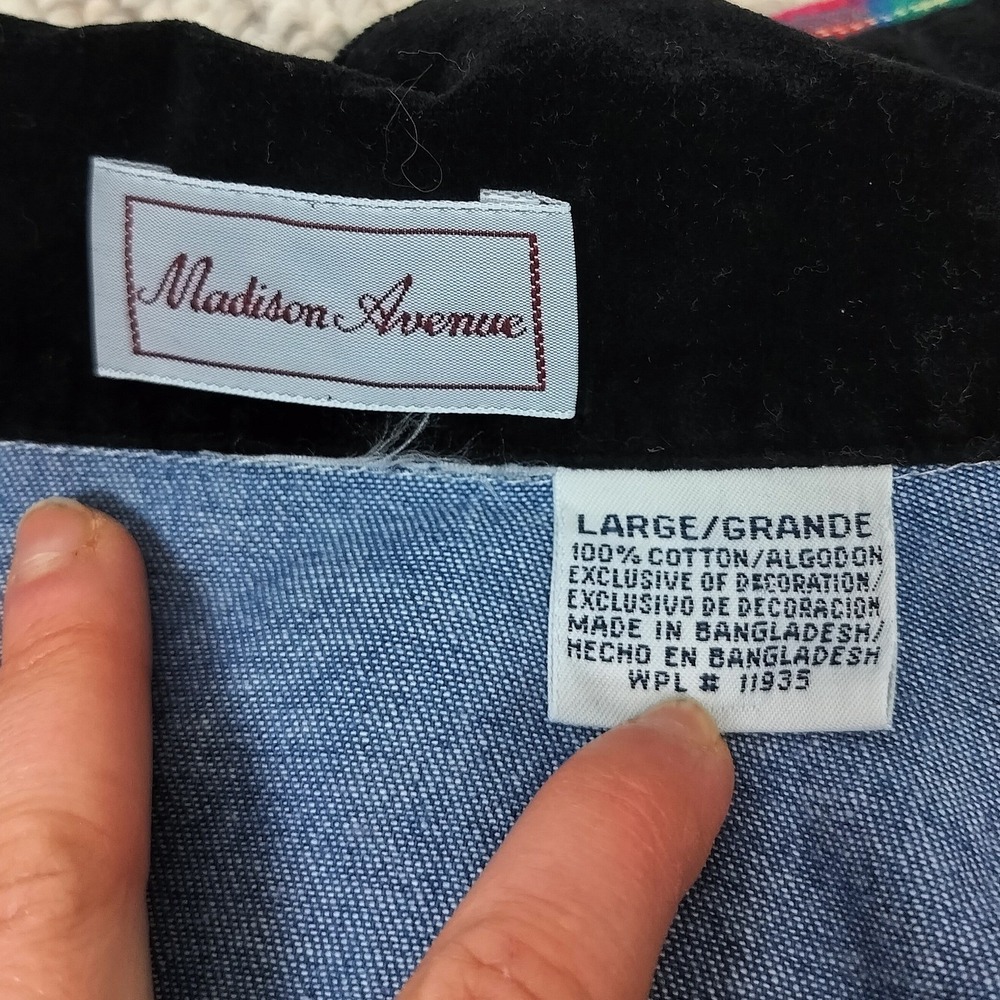 Madison Avenue
LARGE/GRANDE
100% COTTON/ALGODON
EXCLUSIVE OF DECORATION/
EXCLUSIVO DE DECORACION
MADE IN BANGLADESH/
HECHO EN BANGLADESH
WPL # 11935